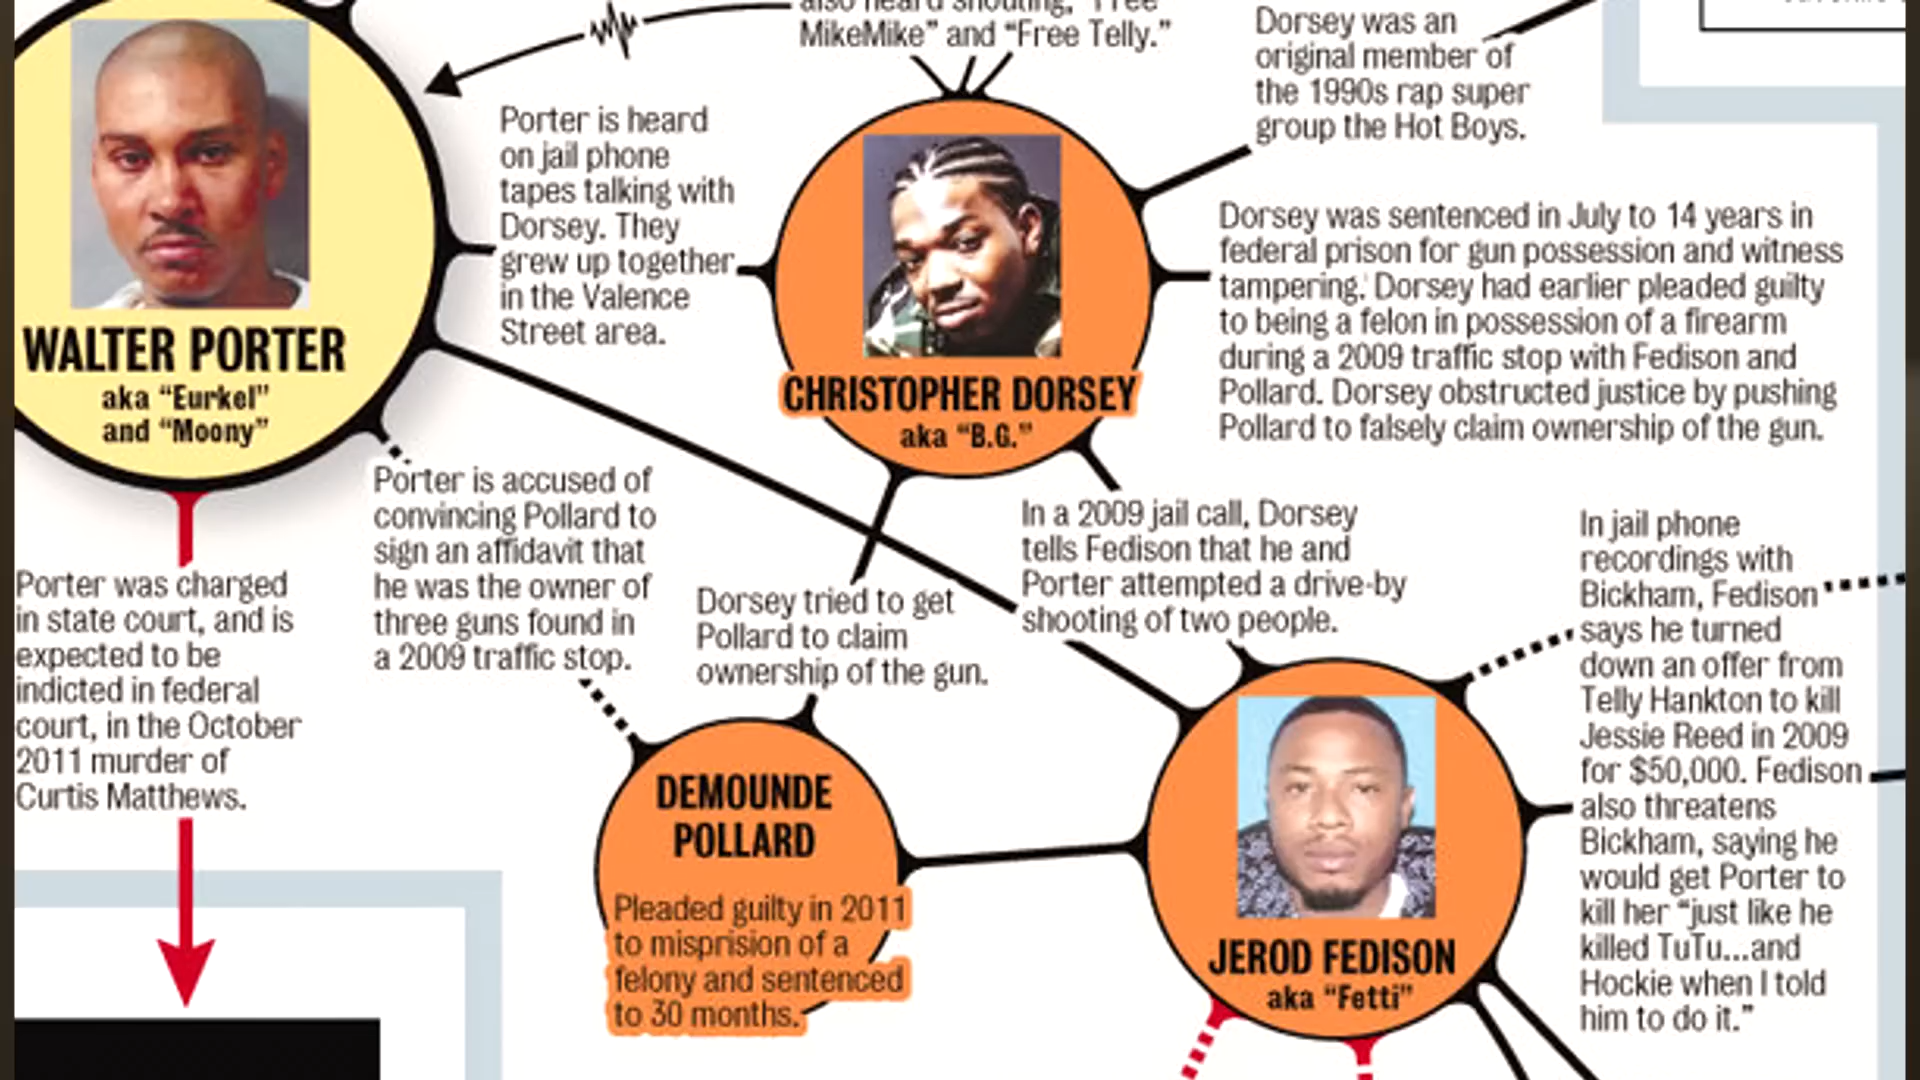 also heard shouting, "Free
MikeMike" and "Free Telly."
Dorsey was an
original member of
the 1990s rap super
group the Hot Boys.
Porter is heard
on jail phone
tapes talking with
Dorsey. They
grew up together
in the Valence
Street area.
WALTER PORTER
aka "Eurkel"
and "Moony"
CHRISTOPHER DORSEY
aka "B.G."
Dorsey was sentenced in July to 14 years in
federal prison for gun possession and witness
tampering. Dorsey had earlier pleaded guilty
to being a felon in possession of a firearm
during a 2009 traffic stop with Fedison and
Pollard. Dorsey obstructed justice by pushing
Pollard to falsely claim ownership of the gun.
Porter is accused of
convincing Pollard to
sign an affidavit that
he was the owner of
three guns found in
a 2009 traffic stop.
In a 2009 jail call, Dorsey
tells Fedison that he and
Porter attempted a drive-by
shooting of two people.
Porter was charged
in state court, and is
expected to be
indicted in federal
court, in the October
2011 murder of
Curtis Matthews.
Dorsey tried to get
Pollard to claim
ownership of the gun.
In jail phone
recordings with
Bickham, Fedison
says he turned
down an offer from
Telly Hankton to kill
Jessie Reed in 2009
for $50,000. Fedison
also threatens
Bickham, saying he
would get Porter to
kill her "just like he
killed TuTu...and
Hockie when I told
him to do it."
DEMOUNDE
POLLARD
Pleaded guilty in 2011
to misprision of a
felony and sentenced
to 30 months.
JEROD FEDISON
aka "Fetti"